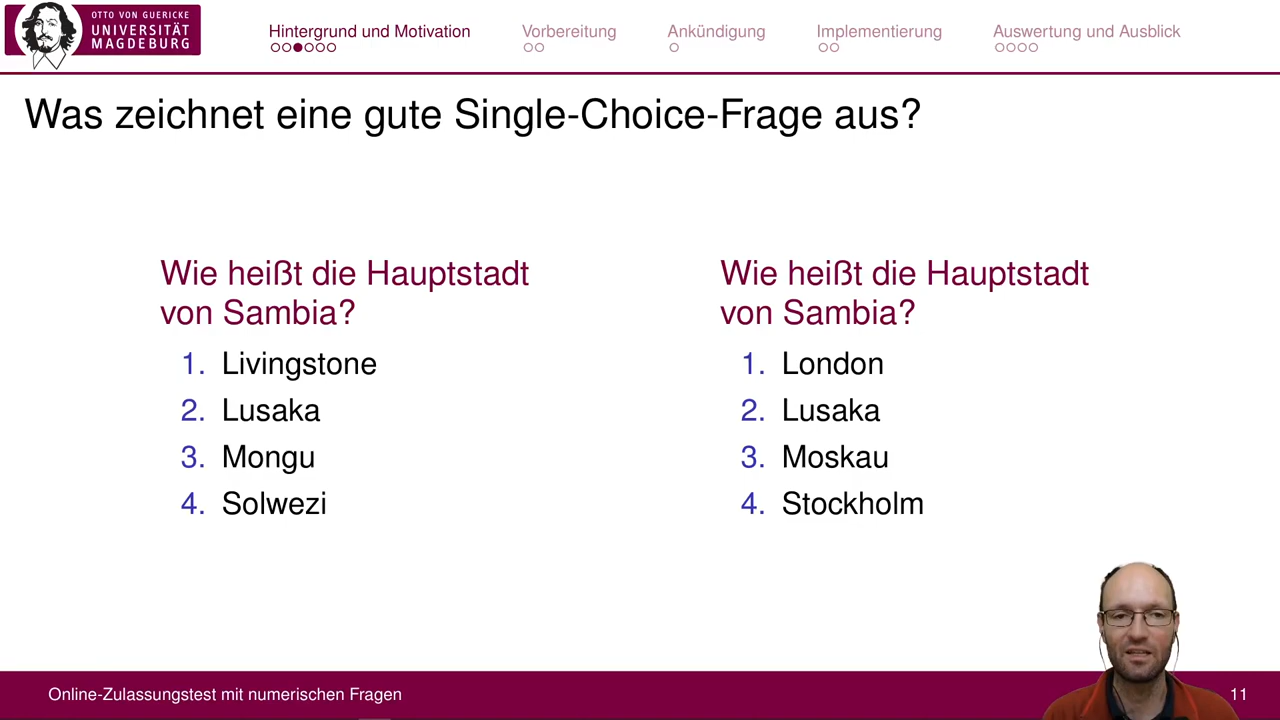 OTTO VON GUERICKE
UNIVERSITÄT
MAGDEBURG
Hintergrund und Motivation
Vorbereitung
Ankündigung
Implementierung
Auswertung und Ausblick
Was zeichnet eine gute Single-Choice-Frage aus?
Wie heißt die Hauptstadt
von Sambia?
1. Livingstone
2. Lusaka
3. Mongu
4. Solwezi
Wie heißt die Hauptstadt
von Sambia?
1. London
2. Lusaka
3. Moskau
4. Stockholm
Online-Zulassungstest mit numerischen Fragen
11